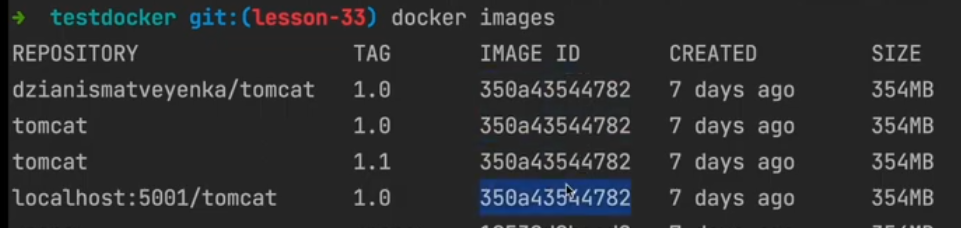 → testdocker git:(lesson-33) docker images
REPOSITORY TAG IMAGE ID CREATED SIZE
dzianismatveyenka/tomcat 1.0 350a43544782 7 days ago 354MB
tomcat 1.0 350a43544782 7 days ago 354MB
tomcat 1.1 350a43544782 7 days ago 354MB
localhost:5001/tomcat 1.0 350a43544782 7 days ago 354MB